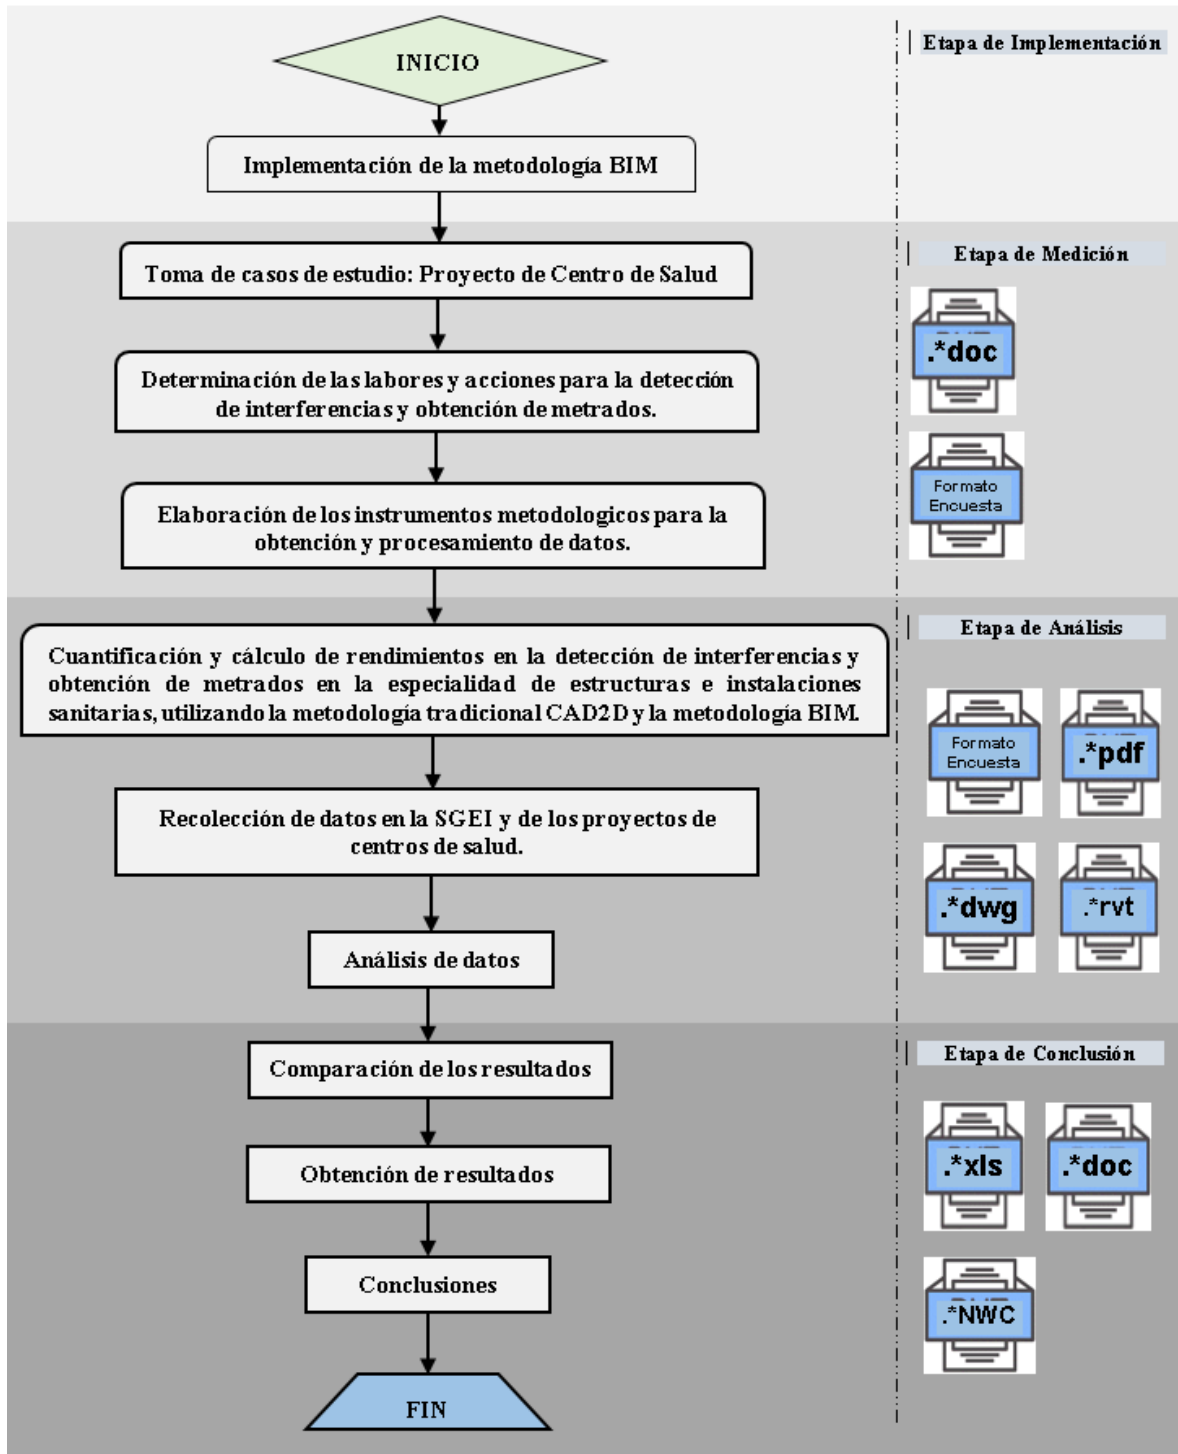 INICIO
Etapa de Implementación
Implementación de la metodología BIM
Etapa de Medición
Toma de casos de estudio: Proyecto de Centro de Salud
.*doc
Determinación de las labores y acciones para la detección
de interferencias y obtención de metrados.
Formato
Encuesta
Elaboración de los instrumentos metodologicos para la
obtención y procesamiento de datos.
Etapa de Análisis
Cuantificación y cálculo de rendimientos en la detección de interferencias y
obtención de metrados en la especialidad de estructuras e instalaciones
sanitarias, utilizando la metodología tradicional CAD2D y la metodología BIM.
Formato
Encuesta
.*pdf
Recolección de datos en la SGEI y de los proyectos de
centros de salud.
.*dwg
.*rvt
Análisis de datos
Etapa de Conclusión
Comparación de los resultados
.*xls
.*doc
Obtención de resultados
Conclusiones
.*NWC
FIN